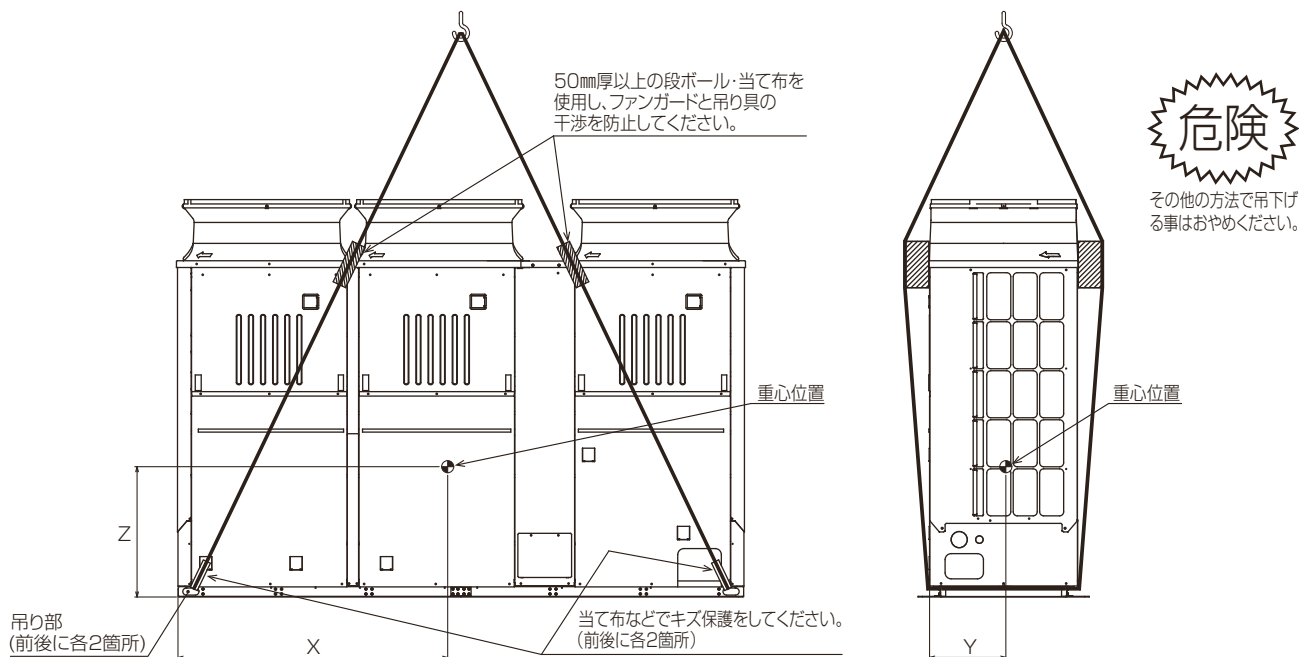 50mm厚以上の段ボール・当て布を
使用し、ファンガードと吊り具の
干渉を防止してください。
危険
その他の方法で吊下げ
る事はおやめください。
重心位置
重心位置
Z
吊り部
(前後に各2箇所)
X
当て布などでキズ保護をしてください。
(前後に各2箇所)
Y